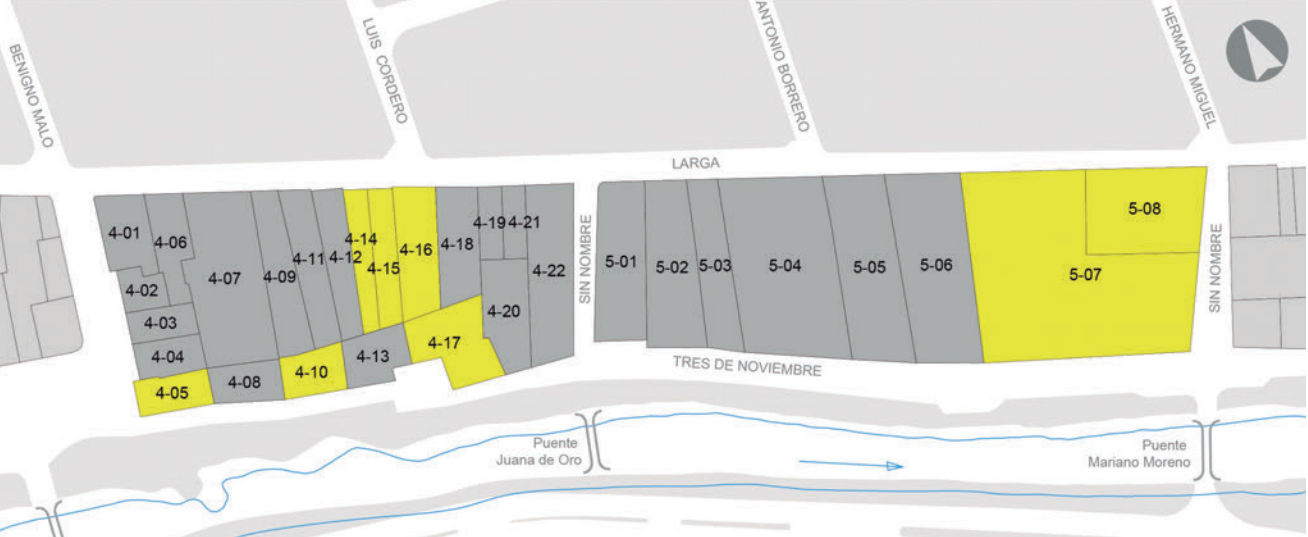 BENIGNO MALO
LUIS CORDERO
ANTONIO BORRERO
HERMANO MIGUEL
LARGA
4-01
4-06
4-02
4-03
4-04
4-05
4-07
4-08
4-09
4-10
4-11
4-12
4-13
4-14
4-15
4-16
4-17
4-18
4-19
4-21
4-20
4-22
SIN NOMBRE
5-01
5-02
5-03
5-04
5-05
5-06
5-07
5-08
SIN NOMBRE
TRES DE NOVIEMBRE
Puente
Juana de Oro
Puente
Mariano Moreno